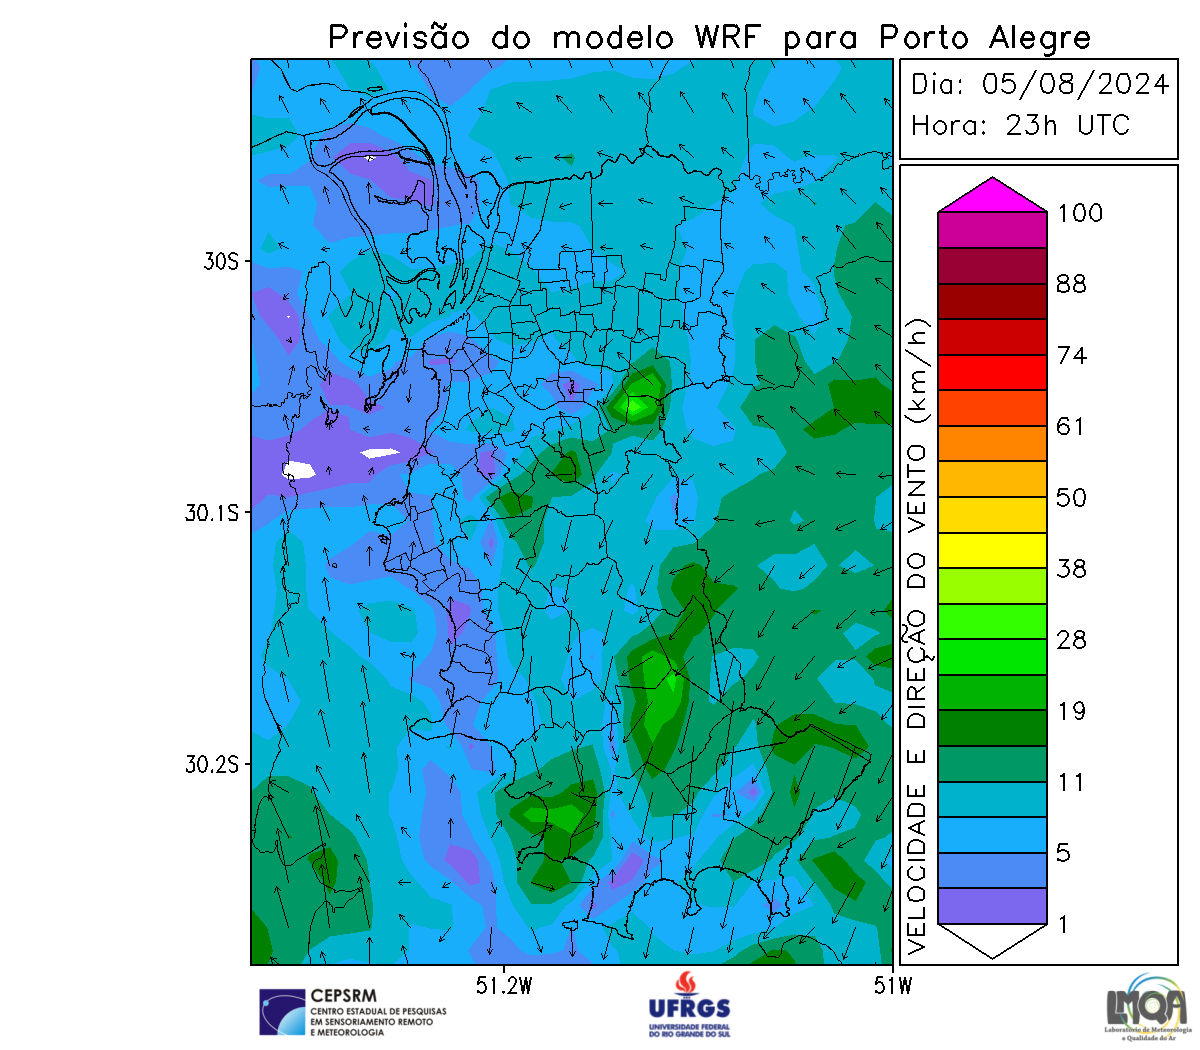 Previsão do modelo WRF para Porto Alegre
Dia: 05/08/2024
Hora: 23h UTC
30S
30.1S
30.2S
51.2W
51W
VELOCIDADE E DIREÇÃO DO VENTO (km/h)
100
88
74
61
50
38
28
19
11
5
1
CEPSRM
CENTRO ESTADUAL DE PESQUISAS
EM SENSORIAMENTO REMOTO
E METEOROLOGIA
UFRGS
UNIVERSIDADE FEDERAL
DO RIO GRANDE DO SUL
LMQA
Laboratório de Meteorologia
e Qualidade do Ar